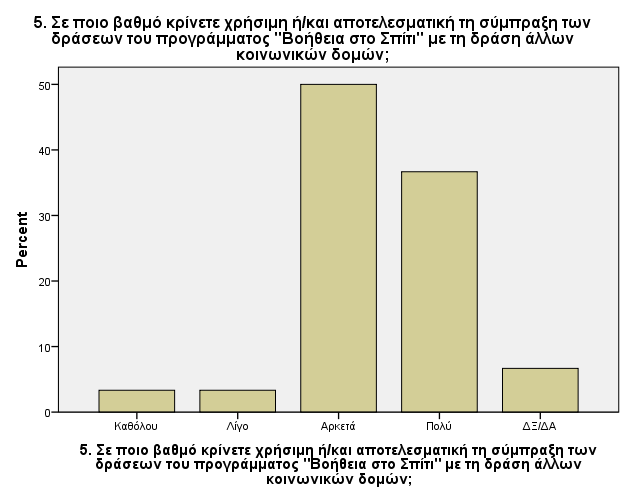 5. Σε ποιο βαθμό κρίνετε χρήσιμη ή/και αποτελεσματική τη σύμπραξη των
δράσεων του προγράμματος "Βοήθεια στο Σπίτι" με τη δράση άλλων
κοινωνικών δομών;
50
40
30
20
10
0
Percent
Καθόλου
Λίγο
Αρκετά
Πολύ
ΔΞ/ΔΑ
5. Σε ποιο βαθμό κρίνετε χρήσιμη ή/και αποτελεσματική τη σύμπραξη των
δράσεων του προγράμματος "Βοήθεια στο Σπίτι" με τη δράση άλλων
κοινωνικών δομών;